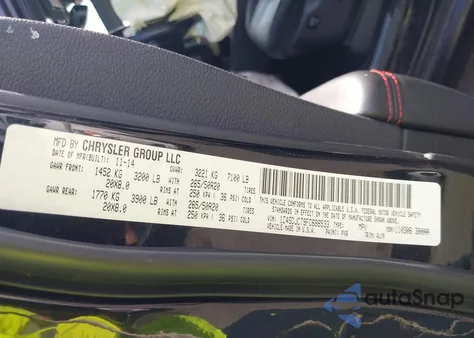 MFD BY CHRYSLER GROUP LLC
DATE OF MFR/BUILT: 11-14
GVWR: 3221 KG 7100 LB
GAWR FRONT: 1452 KG 3200 LB TIRES 265/50R20
20X8.0 RIMS AT 250 KPA ( 36 PSI ) COLD
GAWR REAR: 1770 KG 3900 LB TIRES 265/50R20
20X8.0 RIMS AT 250 KPA ( 36 PSI ) COLD
THIS VEHICLE CONFORMS TO ALL APPLICABLE U.S.A. FEDERAL MOTOR VEHICLE SAFETY
STANDARDS IN EFFECT ON THE DATE OF MANUFACTURE SHOWN ABOVE.
TYPE: MPV
VEHICLE MADE IN U.S.A. PAINT: TRIM:
autoSnap